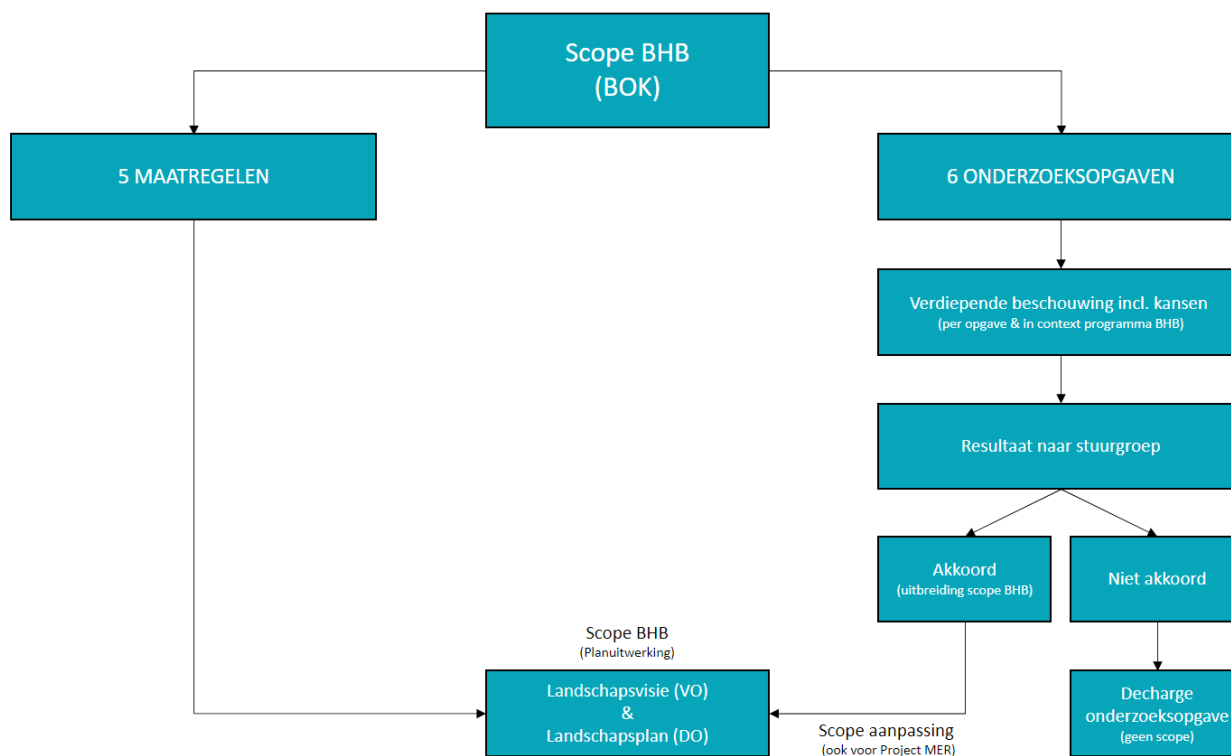 Scope BHB
(BOK)
5 MAATREGELEN
6 ONDERZOEKSOPGAVEN
Verdiepende beschouwing incl. kansen
(per opgave & in context programma BHB)
Resultaat naar stuurgroep
Akkoord
(uitbreiding scope BHB)
Niet akkoord
Scope BHB
(Planuitwerking)
Landschapsvisie (VO)
&
Landschapsplan (DO)
Scope aanpassing
(ook voor Project MER)
Decharge
onderzoeksopgave
(geen scope)